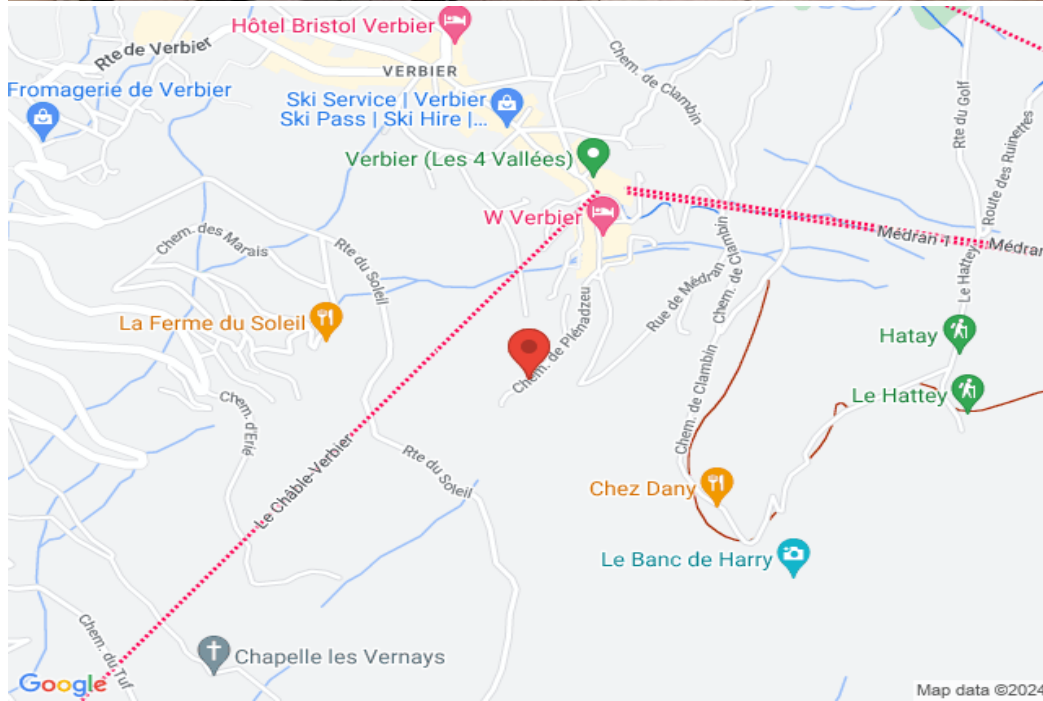 Hôtel Bristol Verbier
Rte de Verbier
VERBIER
Chem. de Clambin
Fromagerie de Verbier
Ski Service | Verbier
Ski Pass | Ski Hire |...
Rte du Golf
Route des Ruinettes
Verbier (Les 4 Vallées)
W Verbier
Chem. des Marais
Rte du Soleil
Médran 1
Médran
Le Hattey
Rue de Médran
Chem. de Clambin
La Ferme du Soleil
Chem. de Plénadzeu
Hatay
Chem. de Clambin
Le Hattey
Chem. d'Erié
Le Châble-Verbier
Rte du Soleil
Chez Dany
Le Banc de Harry
Chem. du Tuf
Chapelle les Vernays
Google
Map data ©2024